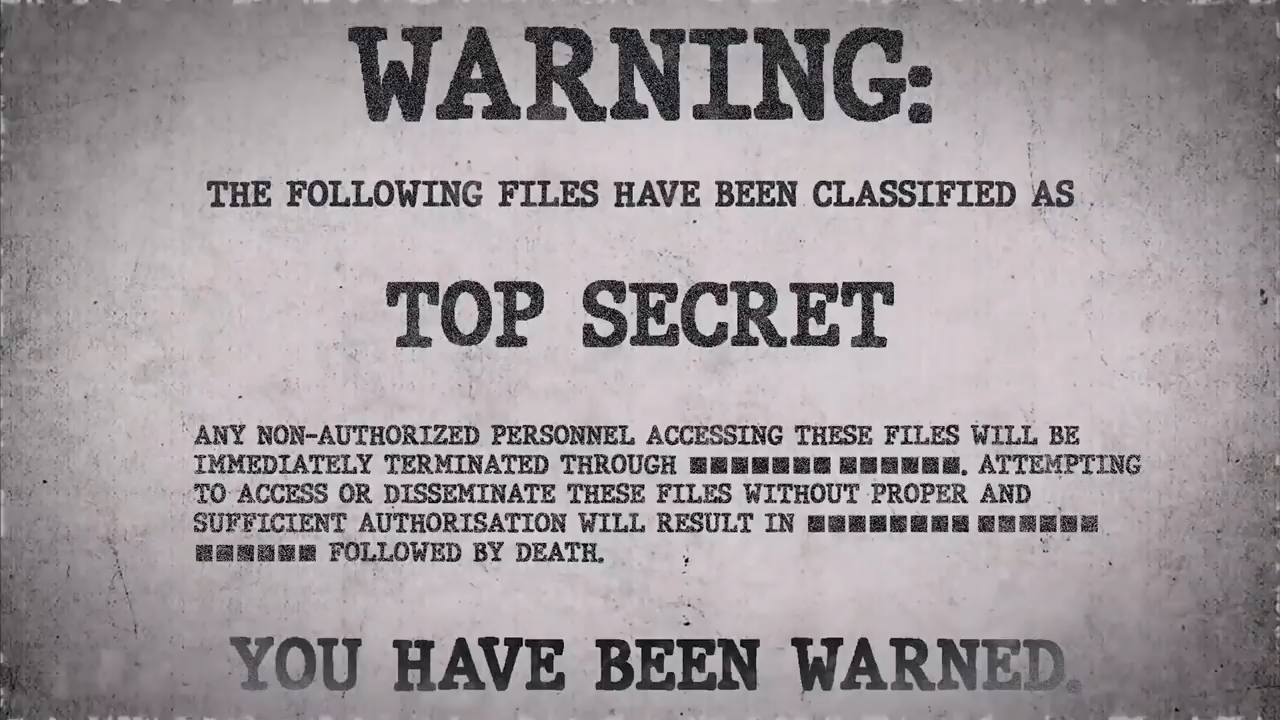 WARNING:
THE FOLLOWING FILES HAVE BEEN CLASSIFIED AS
TOP SECRET
ANY NON-AUTHORIZED PERSONNEL ACCESSING THESE FILES WILL BE
IMMEDIATELY TERMINATED THROUGH ■■■■■■■ ■■■■■■. ATTEMPTING
TO ACCESS OR DISSEMINATE THESE FILES WITHOUT PROPER AND
SUFFICIENT AUTHORISATION WILL RESULT IN ■■■■■■■■ ■■■■■■
■■■■■■ FOLLOWED BY DEATH.
YOU HAVE BEEN WARNED.